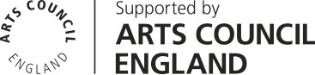 ARTS COUNCIL
ENGLAND
Supported by
ARTS COUNCIL
ENGLAND